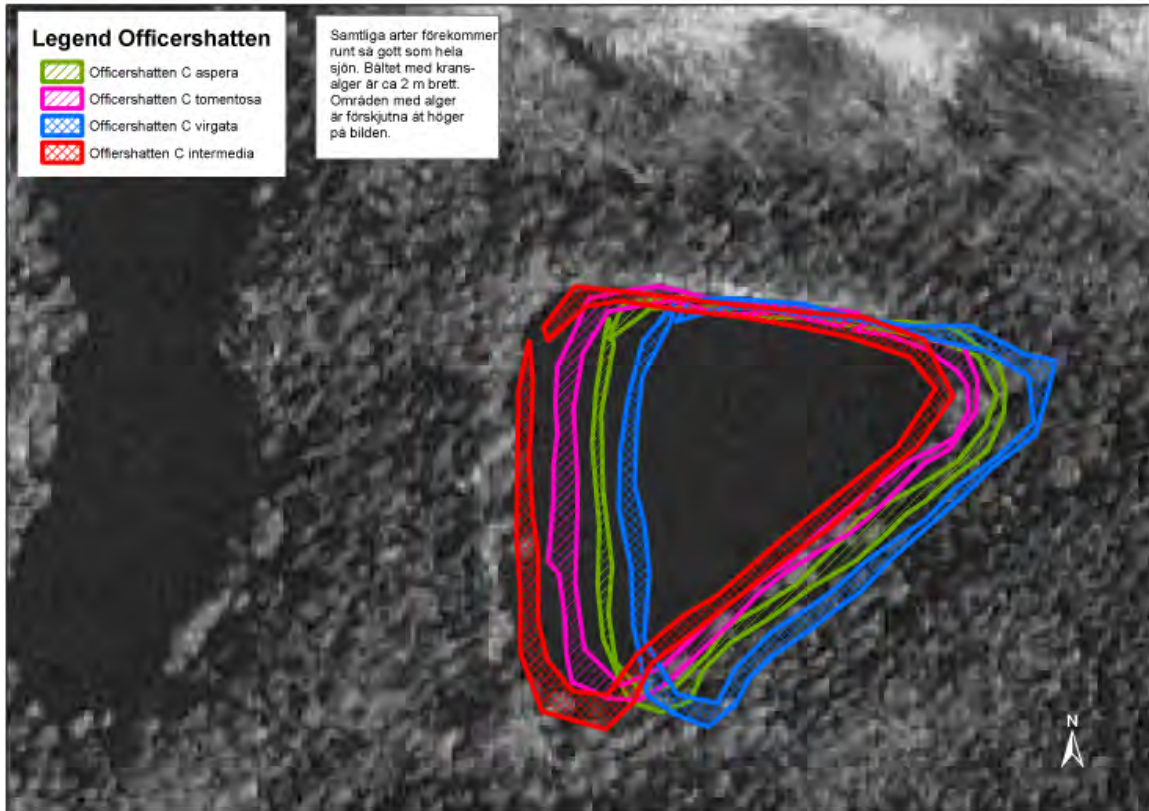 Legend Officershatten
Officershatten C aspera
Officershatten C tomentosa
Officershatten C virgata
Offiershatten C intermedia
Samtliga arter förekommer
runt så gott som hela
sjön. Bältet med krans-
alger är ca 2 m brett.
Områden med alger
är förskjutna åt höger
på bilden.
N